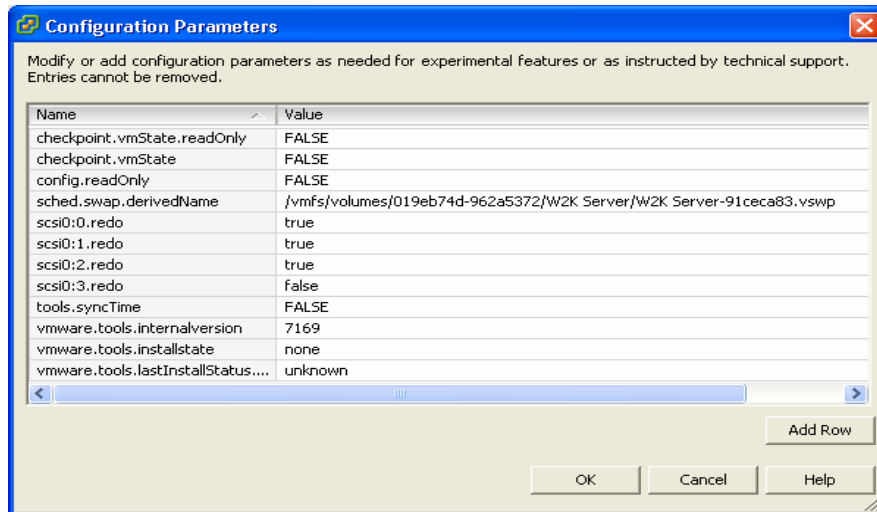 Configuration Parameters
Modify or add configuration parameters as needed for experimental features or as instructed by technical support.
Entries cannot be removed.
Name Value
checkpoint.vmState.readOnly FALSE
checkpoint.vmState FALSE
config.readOnly FALSE
sched.swap.derivedName /vmfs/volumes/019eb74d-962a5372/W2K Server/W2K Server-91ceca83.vswp
scsi0:0.redo true
scsi0:1.redo true
scsi0:2.redo true
scsi0:3.redo false
tools.syncTime FALSE
vmware.tools.internalversion 7169
vmware.tools.installstate none
vmware.tools.lastInstallStatus.... unknown
Add Row
OK Cancel Help